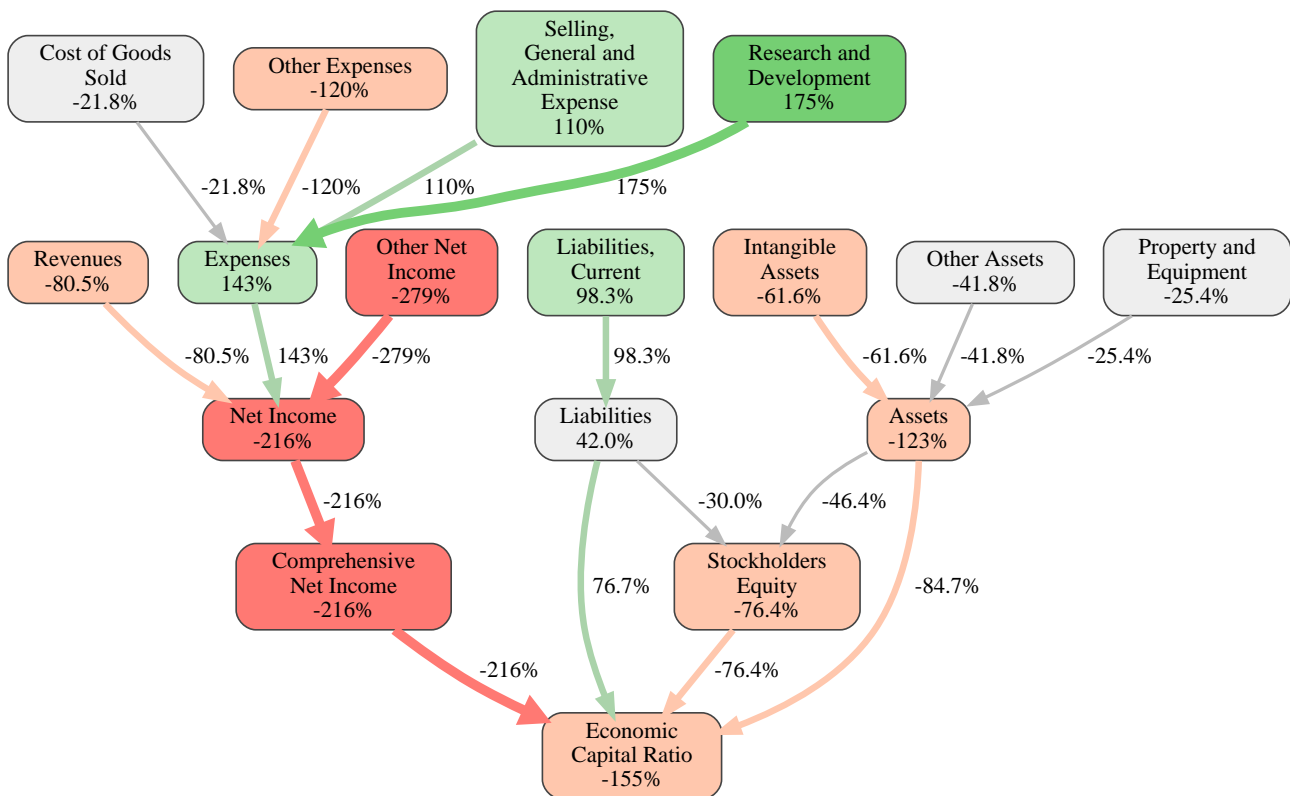 Cost of Goods
Sold
-21.8%
Other Expenses
-120%
Selling,
General and
Administrative
Expense
110%
Research and
Development
175%
-21.8%
-120%
110%
175%
Revenues
-80.5%
Expenses
143%
Other Net
Income
-279%
Liabilities,
Current
98.3%
Intangible
Assets
-61.6%
Other Assets
-41.8%
Property and
Equipment
-25.4%
-80.5%
143%
-279%
98.3%
-61.6%
-41.8%
-25.4%
Net Income
-216%
Liabilities
42.0%
Assets
-123%
-216%
-30.0%
-46.4%
Comprehensive
Net Income
-216%
Stockholders
Equity
-76.4%
76.7%
-84.7%
-216%
-76.4%
Economic
Capital Ratio
-155%